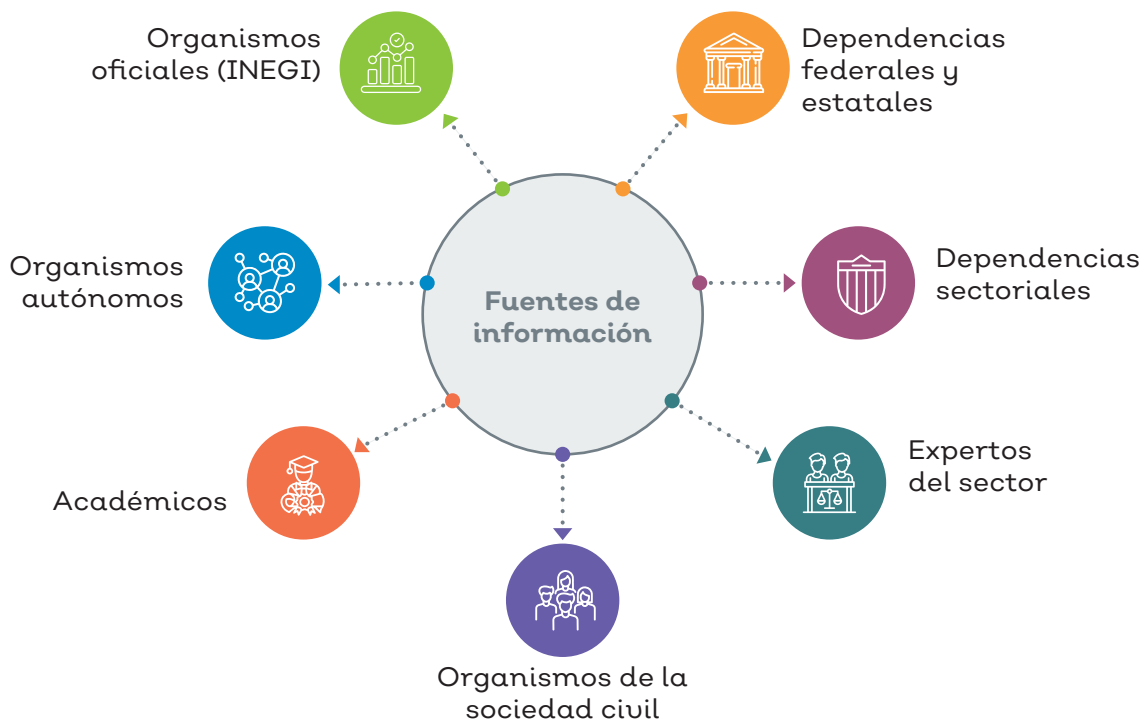 Organismos
oficiales (INEGI)
Dependencias
federales y
estatales
Organismos
autónomos
Fuentes de
información
Dependencias
sectoriales
Académicos
Expertos
del sector
Organismos de la
sociedad civil